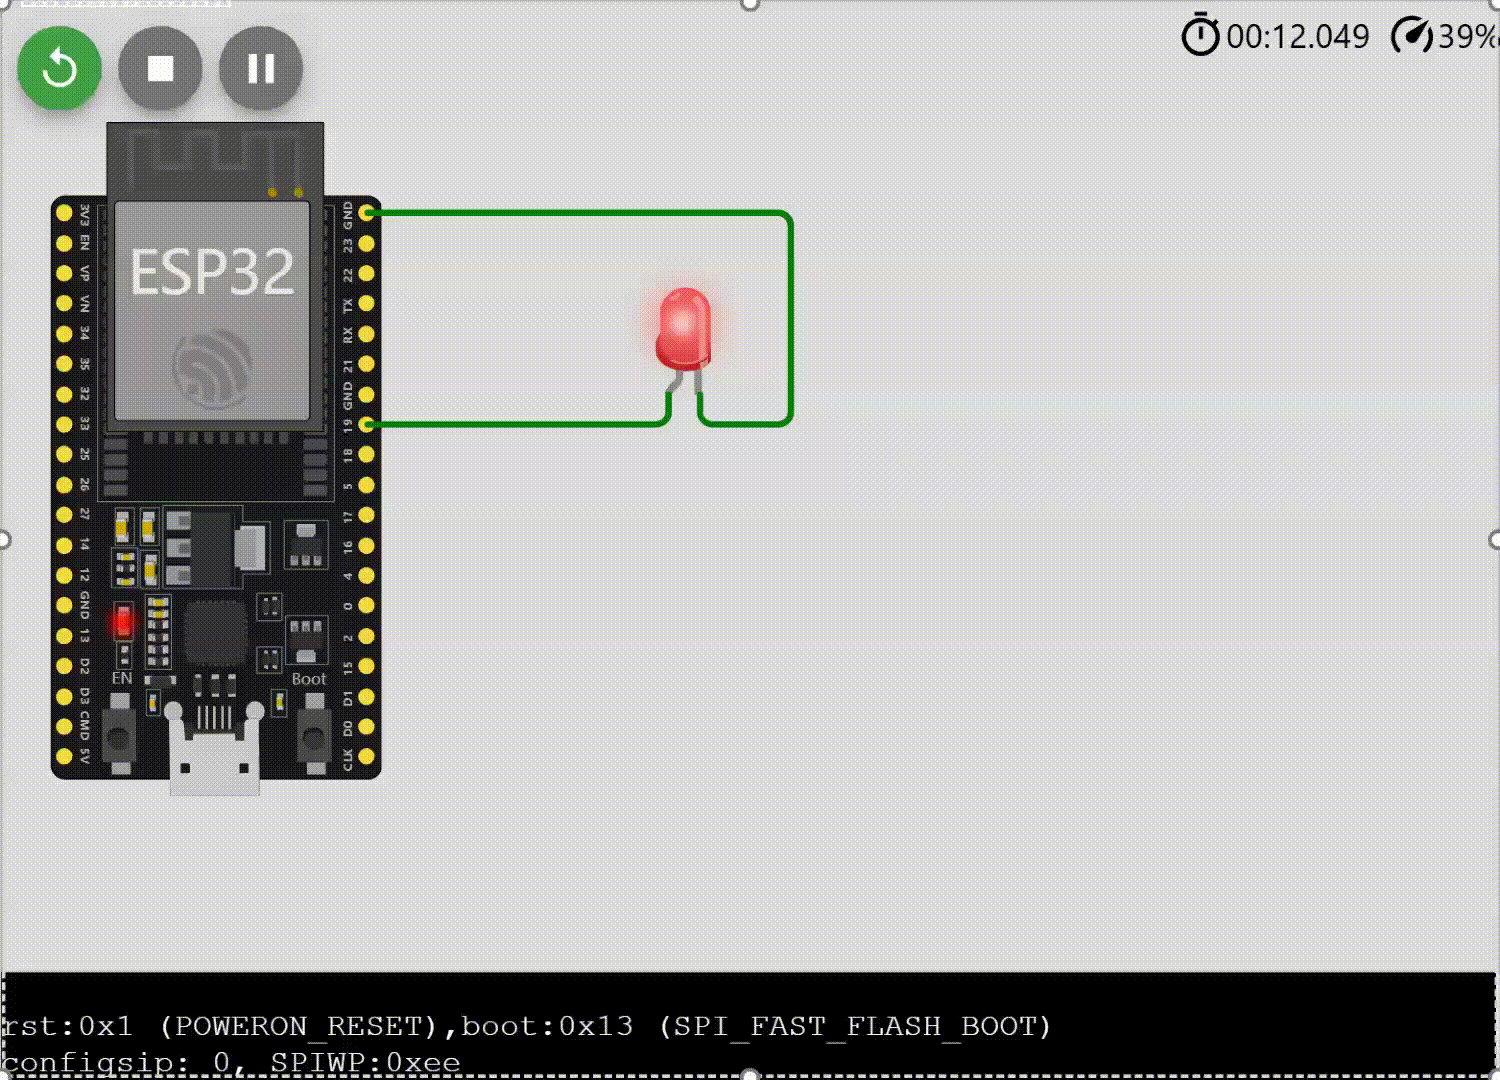 00:12.049 39%
ESP32
3V3
EN
VP
VN
34
35
32
33
25
26
27
14
12
GND
13
D2
D3
CMD
5V
GND
23
22
TX
RX
21
GND
19
18
5
17
16
4
0
2
15
D1
D0
CLK
EN
Boot
rst:0x1 (POWERON_RESET),boot:0x13 (SPI_FAST_FLASH_BOOT)
configsip: 0, SPIWP:0xee